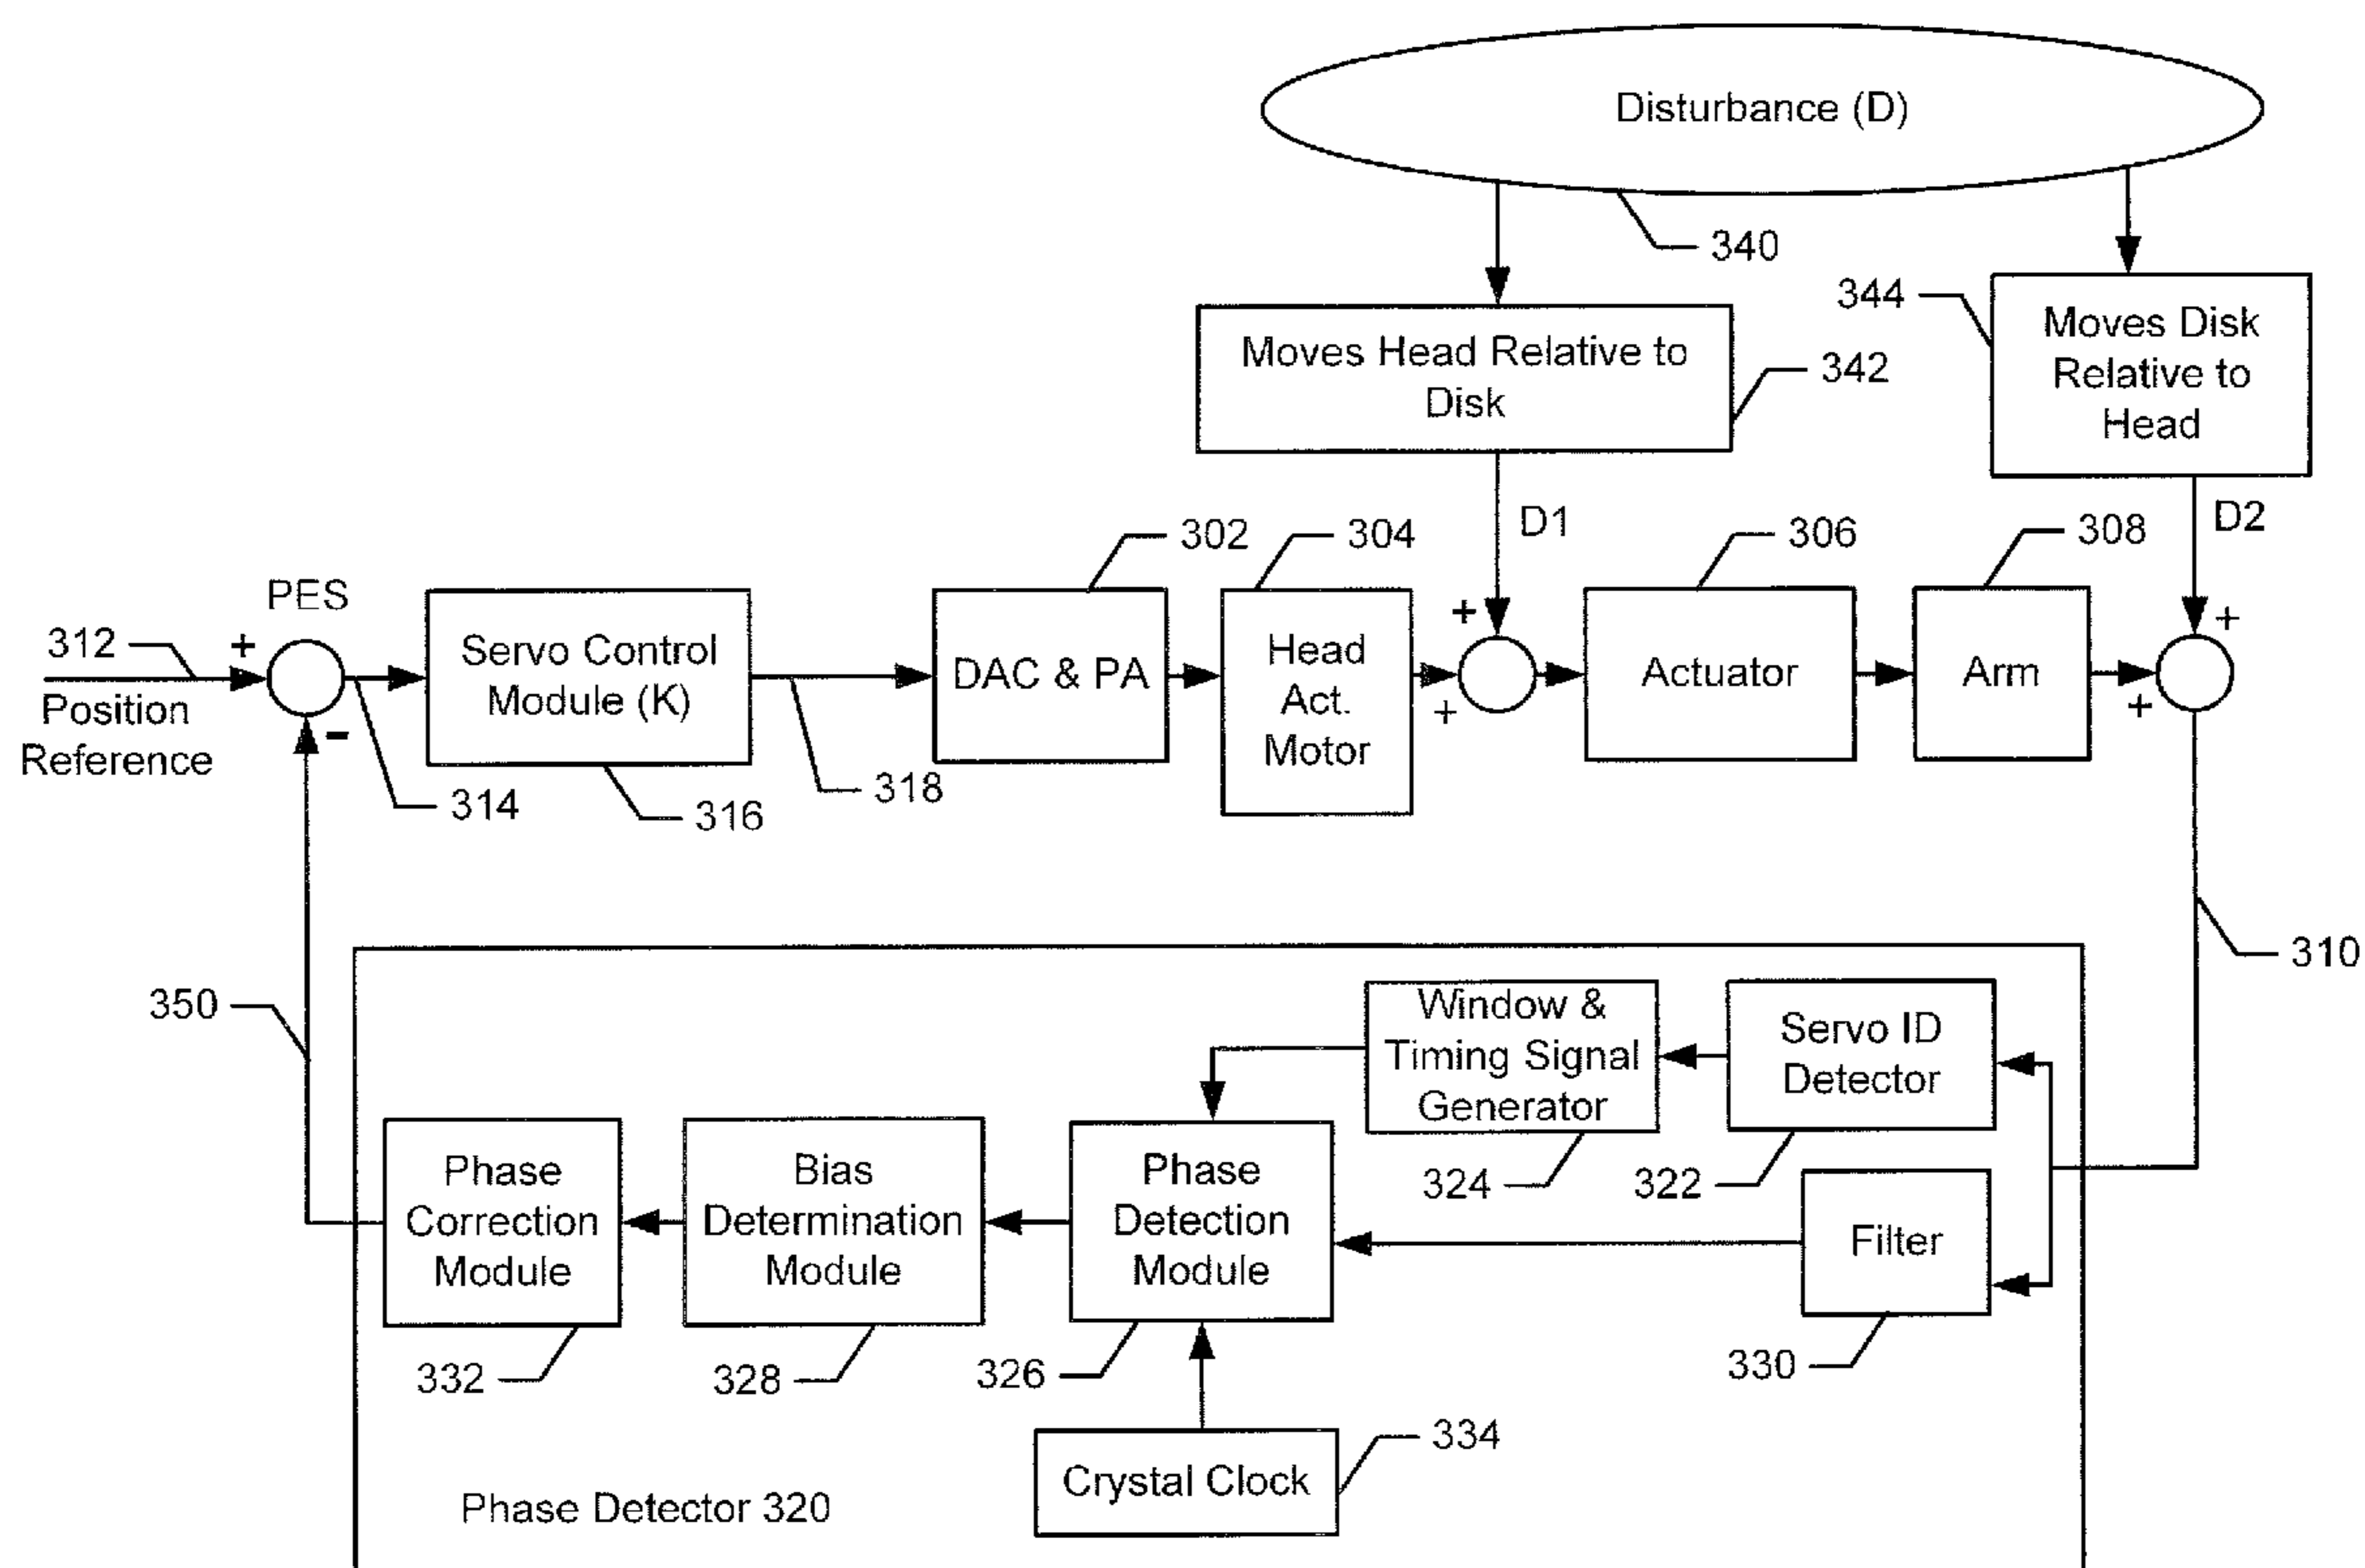 Disturbance (D)
340
344
Moves Disk
Relative to
Head
Moves Head Relative to
Disk
342
D1
D2
302
304
306
308
PES
312
+
Position
Reference
-
314
Servo Control
Module (K)
316
318
DAC & PA
Head
Act.
Motor
+
+
Actuator
Arm
+
+
310
350
Window &
Timing Signal
Generator
324
Servo ID
Detector
322
Phase
Correction
Module
332
Bias
Determination
Module
328
Phase
Detection
Module
326
Filter
330
Crystal Clock
334
Phase Detector 320